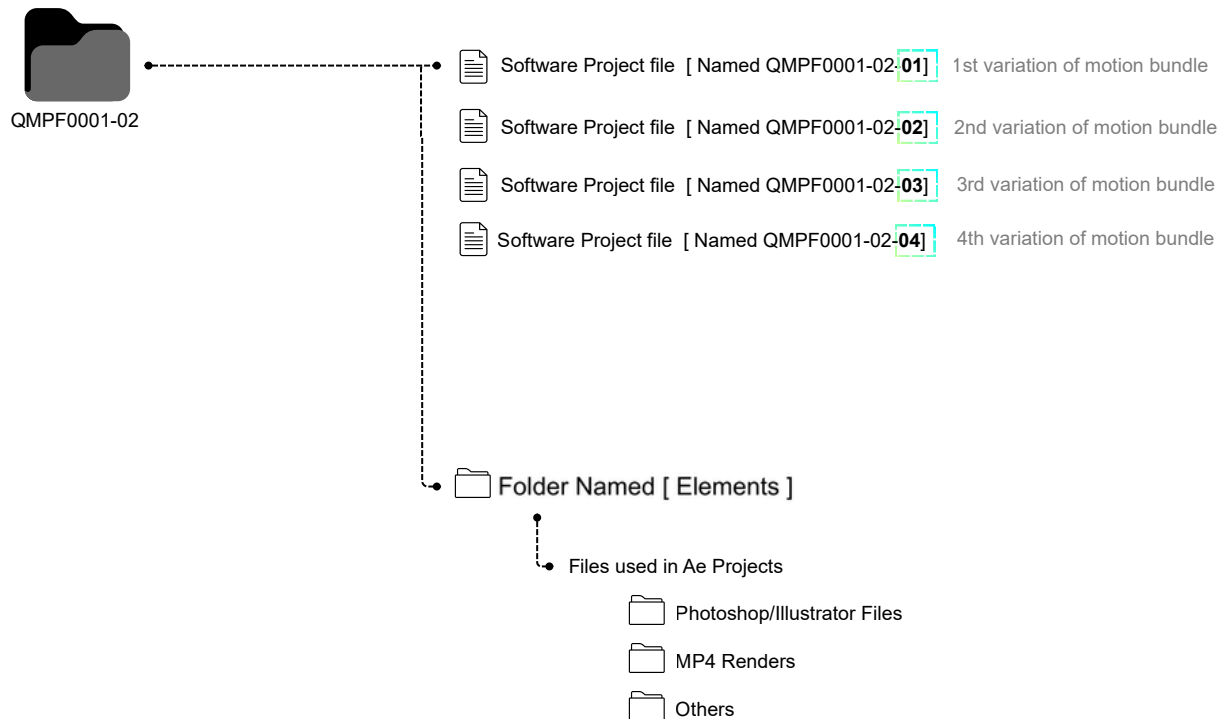 QMPF0001-02
Software Project file [ Named QMPF0001-02-01] 1st variation of motion bundle
Software Project file [ Named QMPF0001-02-02] 2nd variation of motion bundle
Software Project file [ Named QMPF0001-02-03] 3rd variation of motion bundle
Software Project file [ Named QMPF0001-02-04] 4th variation of motion bundle
Folder Named [ Elements ]
Files used in Ae Projects
Photoshop/Illustrator Files
MP4 Renders
Others